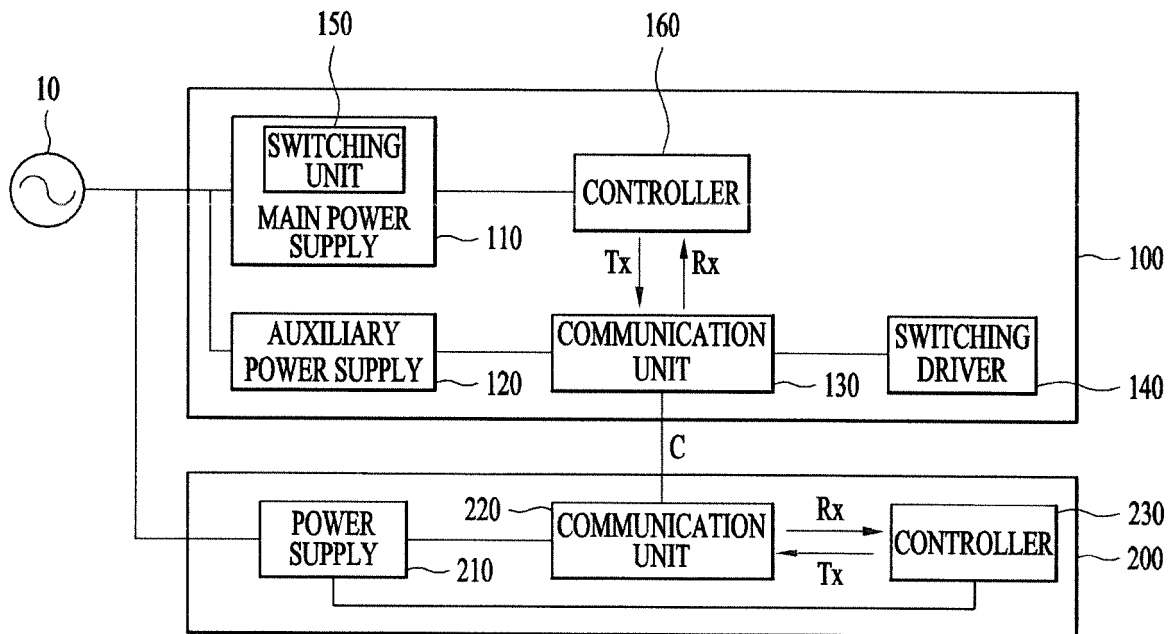 150
160
10
SWITCHING
UNIT
MAIN POWER
SUPPLY
110
CONTROLLER
Tx
Rx
100
AUXILIARY
POWER SUPPLY
120
COMMUNICATION
UNIT
130
SWITCHING
DRIVER
140
C
220
POWER
SUPPLY
210
COMMUNICATION
UNIT
Rx
Tx
CONTROLLER
230
200